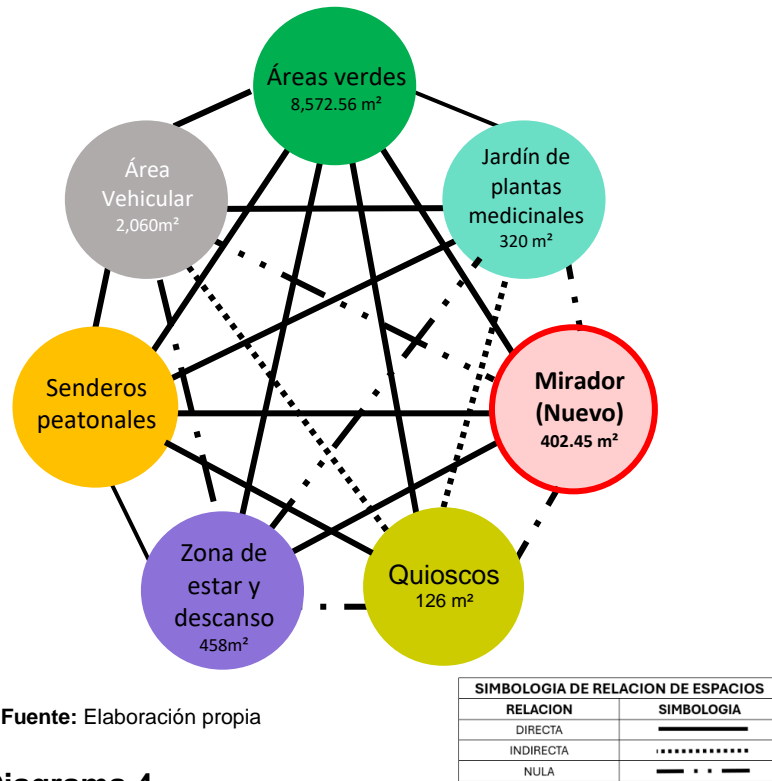 Áreas verdes
8,572.56 m²
Área
Vehicular
2,060m²
Jardín de
plantas
medicinales
320 m²
Senderos
peatonales
Mirador
(Nuevo)
402.45 m²
Zona de
estar y
descanso
458m²
Quioscos
126 m²
Fuente: Elaboración propia
SIMBOLOGIA DE RELACION DE ESPACIOS
RELACION SIMBOLOGIA
DIRECTA
INDIRECTA
NULA